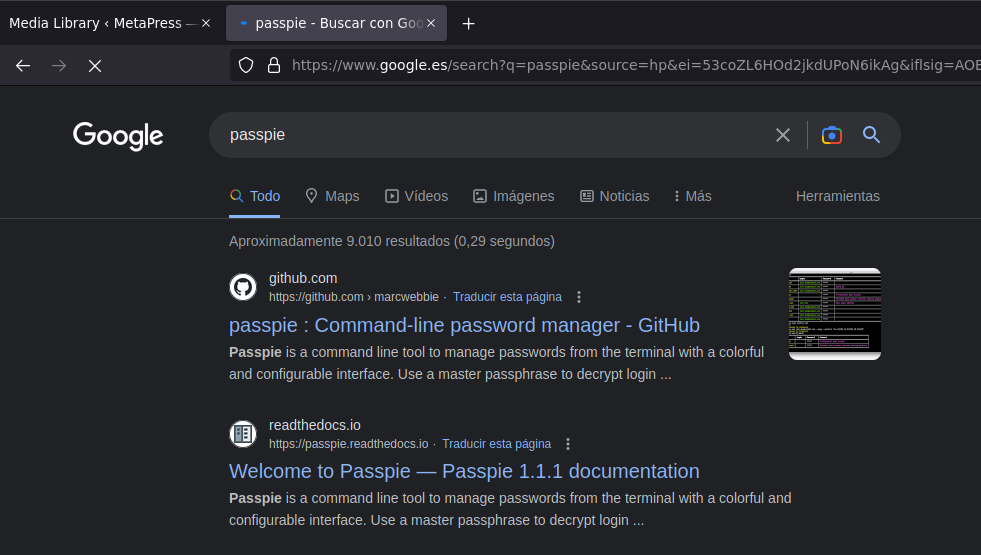 Media Library ‹ MetaPress —
passpie - Buscar con Goo
https://www.google.es/search?q=passpie&source=hp&ei=53coZL6HOd2jkdUPoN6ikAg&iflsig=AOE
Google
passpie
Todo Maps Vídeos Imágenes Noticias Más Herramientas
Aproximadamente 9.010 resultados (0,29 segundos)
github.com
https://github.com › marcwebbie · Traducir esta página
passpie : Command-line password manager - GitHub
Passpie is a command line tool to manage passwords from the terminal with a colorful
and configurable interface. Use a master passphrase to decrypt login ...
readthedocs.io
https://passpie.readthedocs.io · Traducir esta página
Welcome to Passpie — Passpie 1.1.1 documentation
Passpie is a command line tool to manage passwords from the terminal with a colorful and
configurable interface. Use a master passphrase to decrypt login ...